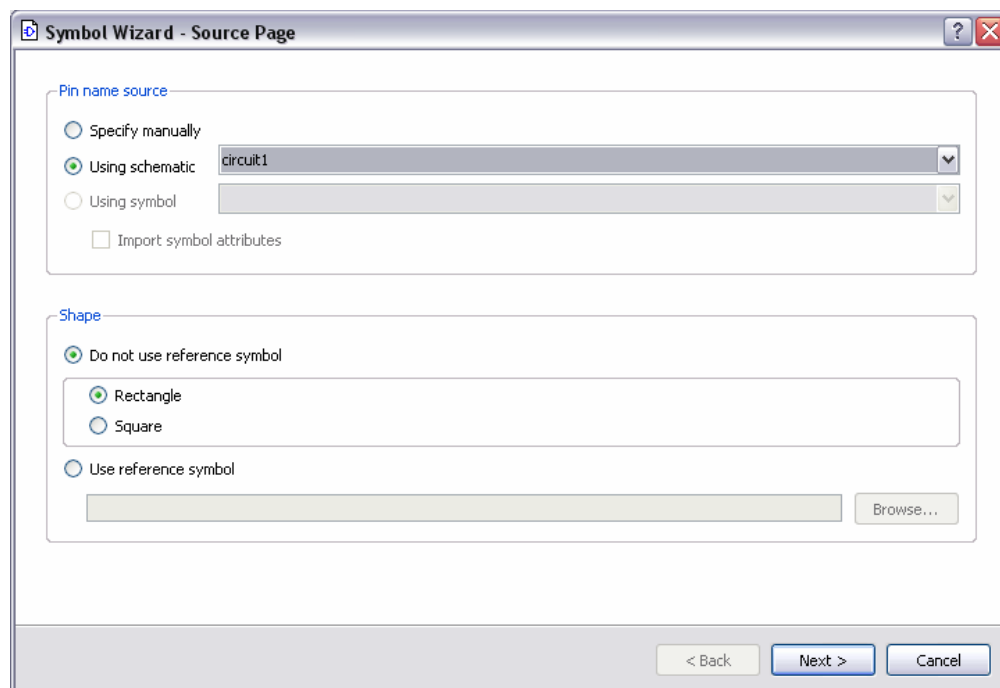 Symbol Wizard - Source Page
?
Pin name source
Specify manually
Using schematic circuit1
Using symbol
Import symbol attributes
Shape
Do not use reference symbol
Rectangle
Square
Use reference symbol
Browse...
< Back Next > Cancel